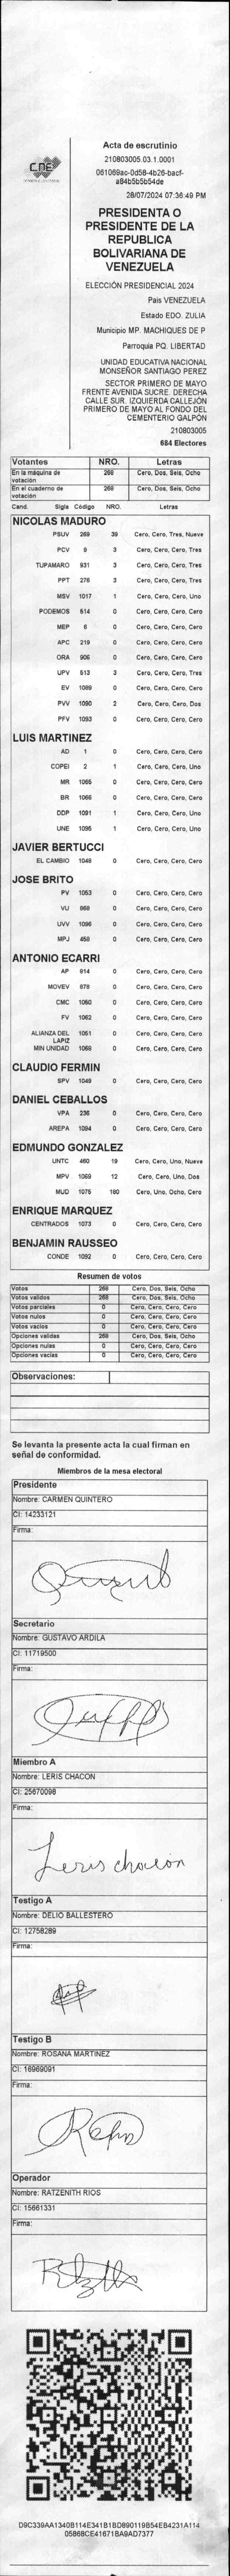 CNE
Acta de escrutinio
210803005.03.1.0001
061069ac-0d58-4b26-bacf-
a84b5b5b54de
28/07/2024 07:36:49 PM
PRESIDENTA O
PRESIDENTE DE LA
REPUBLICA
BOLIVARIANA DE
VENEZUELA
ELECCIÓN PRESIDENCIAL 2024
Pais VENEZUELA
Estado EDO. ZULIA
Municipio MP. MACHIQUES DE P
Parroquia PQ. LIBERTAD
UNIDAD EDUCATIVA NACIONAL
MONSEÑOR SANTIAGO PEREZ
SECTOR PRIMERO DE MAYO
FRENTE AVENIDA SUCRE. DERECHA
CALLE SUR. IZQUIERDA CALLEJÓN
PRIMERO DE MAYO AL FONDO DEL
CEMENTERIO GALPÓN
210803005
684 Electores
Votantes NRO. Letras
En la máquina de votación 268 Cero, Dos, Seis, Ocho
En el cuaderno de votación 268 Cero, Dos, Seis, Ocho
Cand. Sigla Código NRO. Letras
NICOLAS MADURO
PSUV 269 39 Cero, Cero, Tres, Nueve
PCV 9 3 Cero, Cero, Cero, Tres
TUPAMARO 931 3 Cero, Cero, Cero, Tres
PPT 276 3 Cero, Cero, Cero, Tres
MSV 1017 1 Cero, Cero, Cero, Uno
PODEMOS 514 0 Cero, Cero, Cero, Cero
MEP 6 0 Cero, Cero, Cero, Cero
APC 219 0 Cero, Cero, Cero, Cero
ORA 906 0 Cero, Cero, Cero, Cero
UPV 513 3 Cero, Cero, Cero, Tres
EV 1089 0 Cero, Cero, Cero, Cero
PVV 1090 2 Cero, Cero, Cero, Dos
PFV 1093 0 Cero, Cero, Cero, Cero
LUIS MARTINEZ
AD 1 0 Cero, Cero, Cero, Cero
COPEI 2 1 Cero, Cero, Cero, Uno
MR 1065 0 Cero, Cero, Cero, Cero
BR 1066 0 Cero, Cero, Cero, Cero
DDP 1091 1 Cero, Cero, Cero, Uno
UNE 1095 1 Cero, Cero, Cero, Uno
JAVIER BERTUCCI
EL CAMBIO 1048 0 Cero, Cero, Cero, Cero
JOSE BRITO
PV 1053 0 Cero, Cero, Cero, Cero
VU 868 0 Cero, Cero, Cero, Cero
UVV 1096 0 Cero, Cero, Cero, Cero
MPJ 458 0 Cero, Cero, Cero, Cero
ANTONIO ECARRI
AP 914 0 Cero, Cero, Cero, Cero
MOVEV 878 0 Cero, Cero, Cero, Cero
CMC 1060 0 Cero, Cero, Cero, Cero
FV 1062 0 Cero, Cero, Cero, Cero
ALIANZA DEL LAPIZ 1051 0 Cero, Cero, Cero, Cero
MIN UNIDAD 1068 0 Cero, Cero, Cero, Cero
CLAUDIO FERMIN
SPV 1049 0 Cero, Cero, Cero, Cero
DANIEL CEBALLOS
VPA 236 0 Cero, Cero, Cero, Cero
AREPA 1094 0 Cero, Cero, Cero, Cero
EDMUNDO GONZALEZ
UNTC 460 19 Cero, Cero, Uno, Nueve
MPV 1069 12 Cero, Cero, Uno, Dos
MUD 1075 180 Cero, Uno, Ocho, Cero
ENRIQUE MARQUEZ
CENTRADOS 1073 0 Cero, Cero, Cero, Cero
BENJAMIN RAUSSEO
CONDE 1092 0 Cero, Cero, Cero, Cero
Resumen de votos
Votos 268 Cero, Dos, Seis, Ocho
Votos validos 268 Cero, Dos, Seis, Ocho
Votos parciales 0 Cero, Cero, Cero, Cero
Votos nulos 0 Cero, Cero, Cero, Cero
Votos vacios 0 Cero, Cero, Cero, Cero
Opciones validas 268 Cero, Dos, Seis, Ocho
Opciones nulas 0 Cero, Cero, Cero, Cero
Opciones vacias 0 Cero, Cero, Cero, Cero
Observaciones:
Se levanta la presente acta la cual firman en
señal de conformidad.
Miembros de la mesa electoral
Presidente
Nombre: CARMEN QUINTERO
CI: 14233121
Firma:
Secretario
Nombre: GUSTAVO ARDILA
CI: 11719500
Firma:
Miembro A
Nombre: LERIS CHACON
CI: 25670098
Firma:
Leris chacon
Testigo A
Nombre: DELIO BALLESTERO
CI: 12758289
Firma:
Testigo B
Nombre: ROSANA MARTINEZ
CI: 16969091
Firma:
Operador
Nombre: RATZENITH RIOS
CI: 15661331
Firma:
D9C339AA1340B114E341B1BD890119B54EB4231A114
05868CE41671BA9AD7377